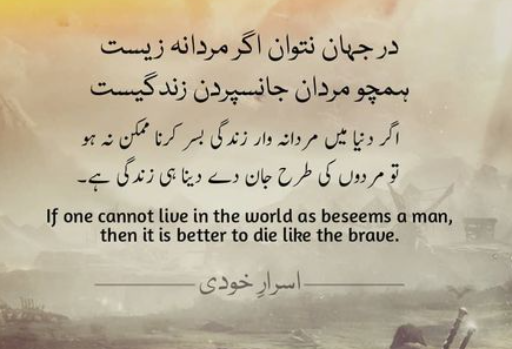 در جهان نتوان اگر مردانه زیست
ہمچو مرداں جانسپردن زندگیست
اگر دنیا میں مردانہ وار زندگی بسر کرنا ممکن نہ ہو
تو مردوں کی طرح جان دے دینا ہی زندگی ہے۔
If one cannot live in the world as beseems a man,
then it is better to die like the brave.
اسرارِ خودی